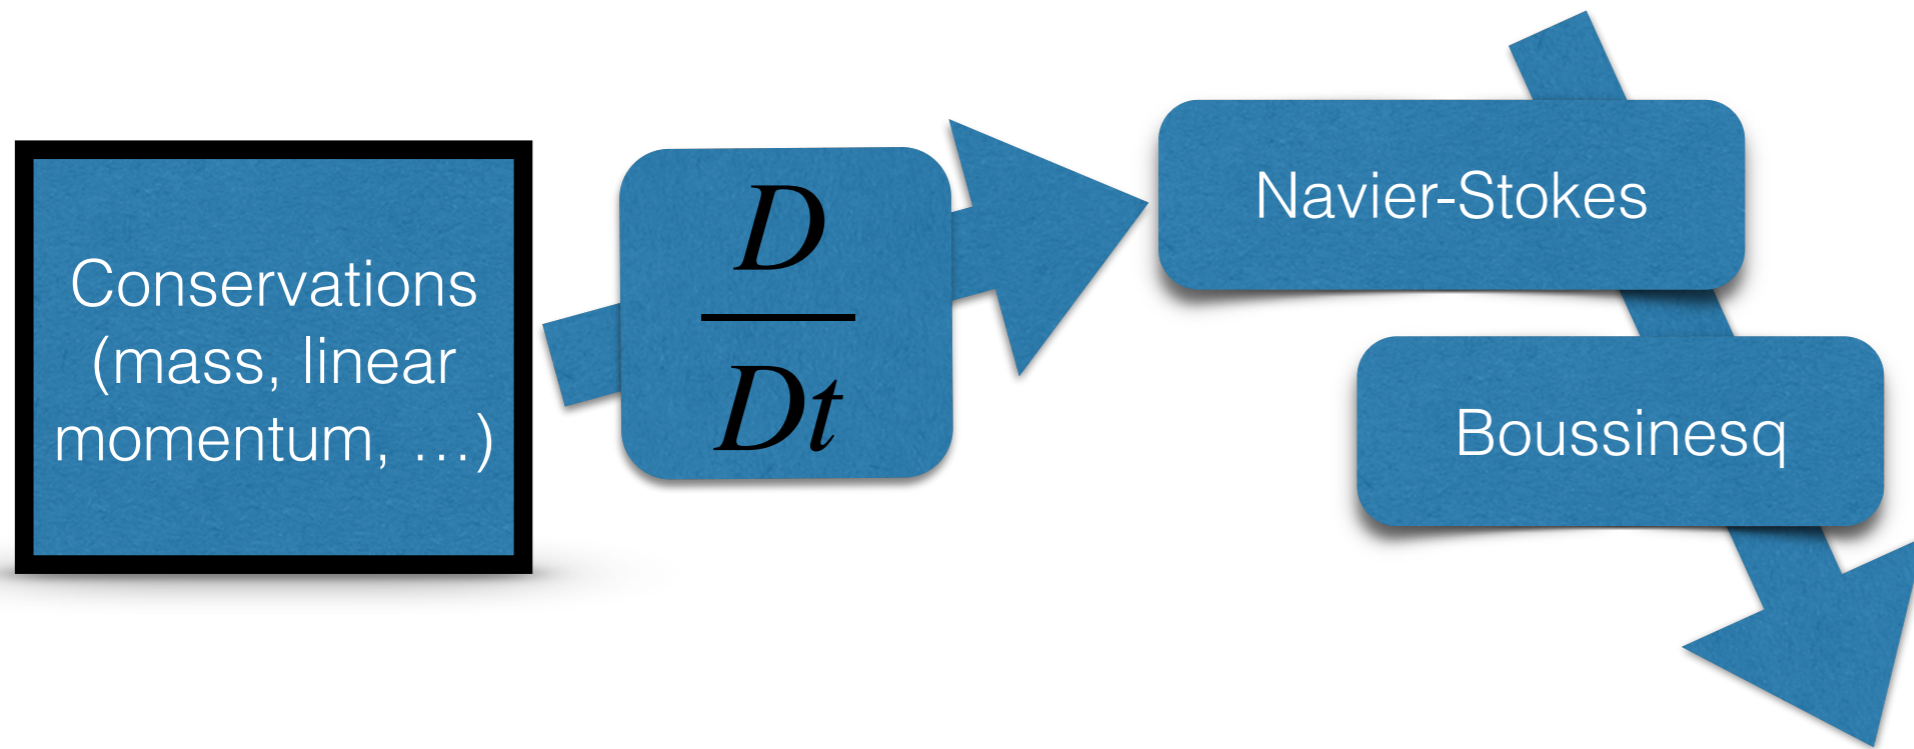 Conservations
(mass, linear
momentum, …)
D
Dt
Navier-Stokes
Boussinesq